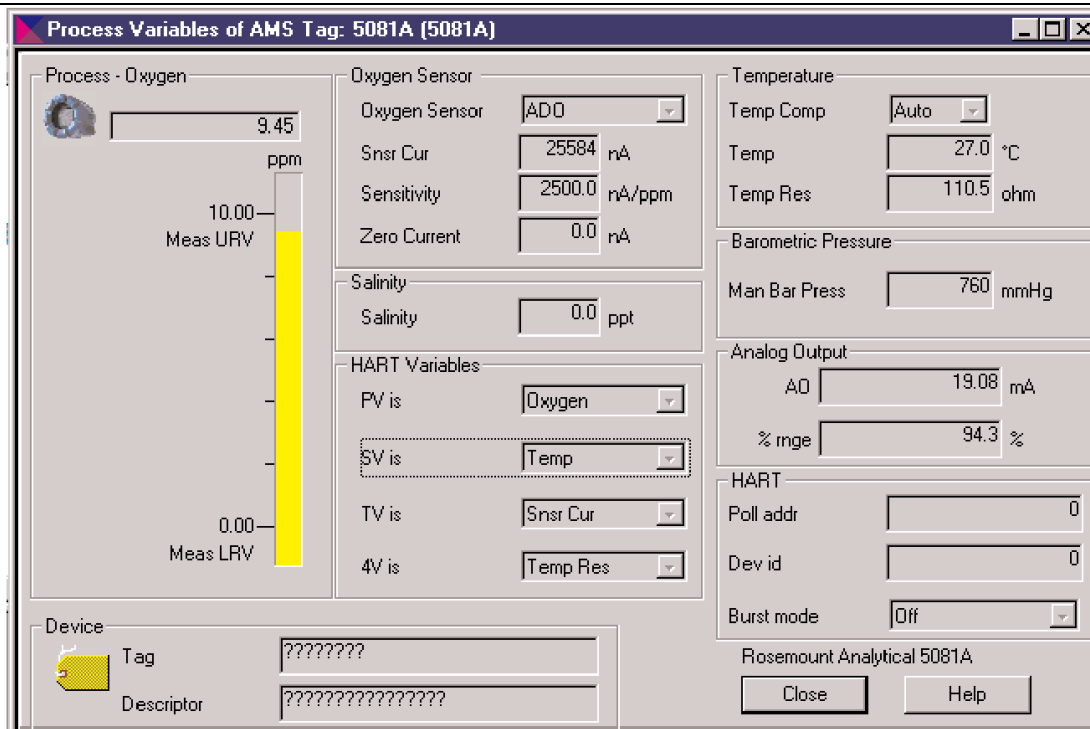 Process Variables of AMS Tag: 5081A (5081A)
Process - Oxygen
9.45
ppm
10.00
Meas URV
0.00
Meas LRV
Oxygen Sensor
Oxygen Sensor ADO
Snsr Cur 25584 nA
Sensitivity 2500.0 nA/ppm
Zero Current 0.0 nA
Salinity
Salinity 0.0 ppt
HART Variables
PV is Oxygen
SV is Temp
TV is Snsr Cur
4V is Temp Res
Temperature
Temp Comp Auto
Temp 27.0 °C
Temp Res 110.5 ohm
Barometric Pressure
Man Bar Press 760 mmHg
Analog Output
AO 19.08 mA
% rnge 94.3 %
HART
Poll addr 0
Dev id 0
Burst mode Off
Device
Tag ????????
Descriptor ????????????????
Rosemount Analytical 5081A
Close Help